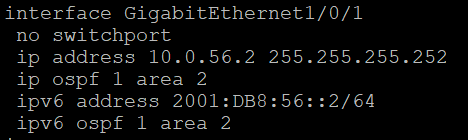 interface GigabitEthernet1/0/1
no switchport
ip address 10.0.56.2 255.255.255.252
ip ospf 1 area 2
ipv6 address 2001:DB8:56::2/64
ipv6 ospf 1 area 2